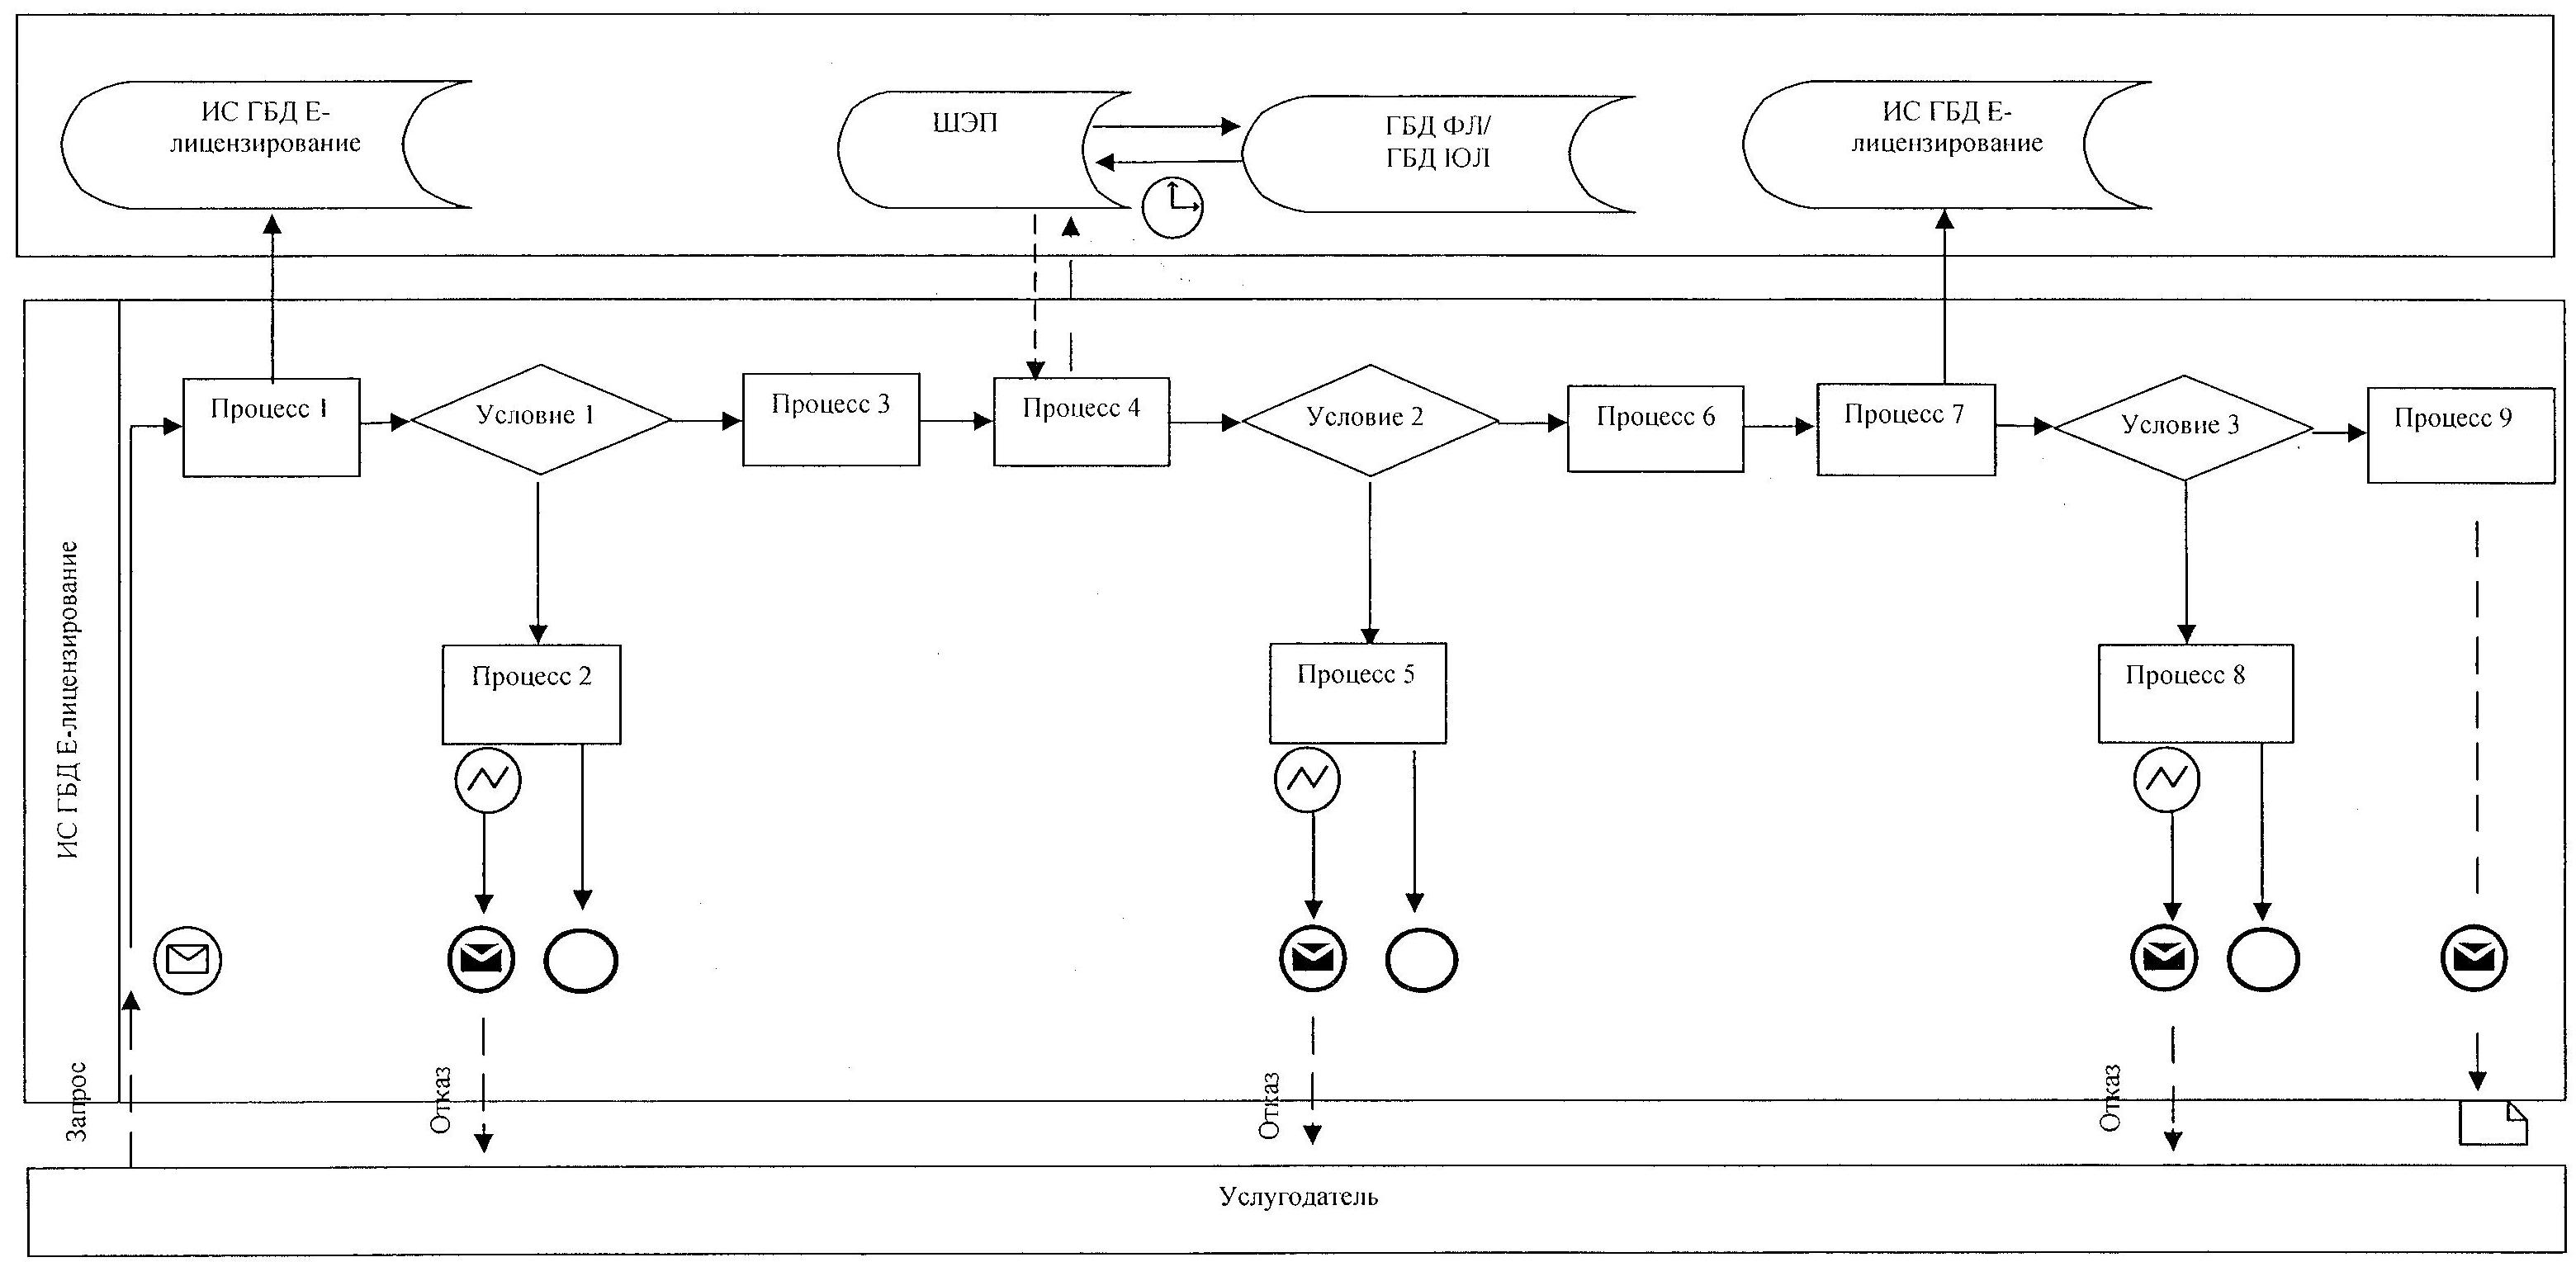 ИС ГБД Е-
лицензирование
ШЭП
ГБД ФЛ/
ГБД ЮЛ
ИС ГБД Е-
лицензирование
ИС ГБД Е-лицензирование
Процесс 1
Условие 1
Процесс 3
Процесс 4
Условие 2
Процесс 6
Процесс 7
Условие 3
Процесс 9
Процесс 2
Процесс 5
Процесс 8
Запрос
Отказ
Отказ
Отказ
Услугодатель